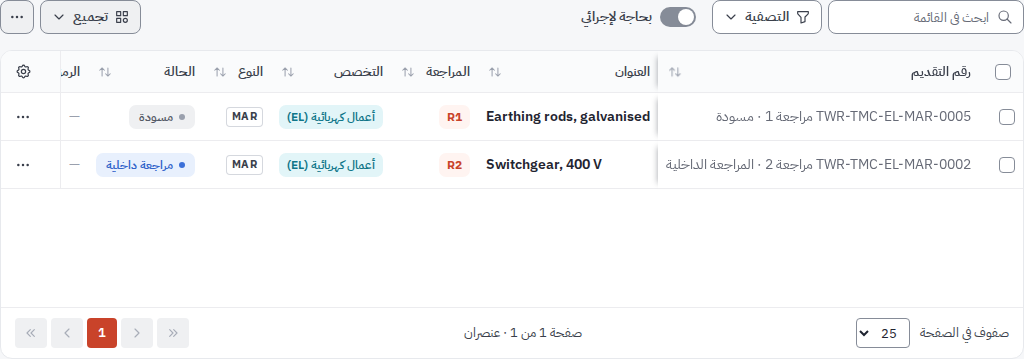 ابحث في القائمة
التصفية
بحاجة لإجرائي
تجميع
رقم التقديم
العنوان
المراجعة
التخصص
النوع
الحالة
TWR-TMC-EL-MAR-0005 مراجعة 1 · مسودة
Earthing rods, galvanised
R1
أعمال كهربائية (EL)
MAR
مسودة
—
TWR-TMC-EL-MAR-0002 مراجعة 2 · المراجعة الداخلية
Switchgear, 400 V
R2
أعمال كهربائية (EL)
MAR
مراجعة داخلية
—
صفوف في الصفحة
25
صفحة 1 من 1 · عنصران
1